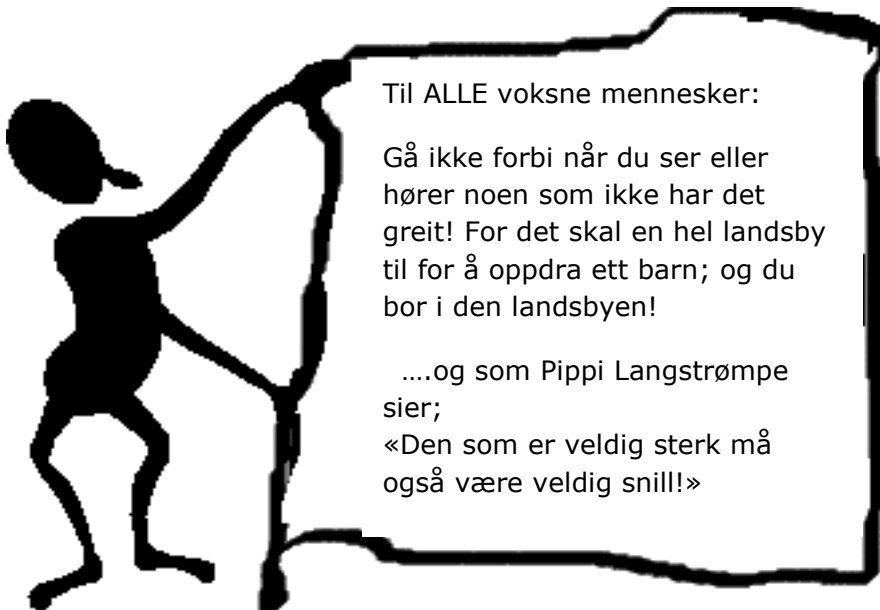 Til ALLE voksne mennesker:
Gå ikke forbi når du ser eller
hører noen som ikke har det
greit! For det skal en hel landsby
til for å oppdra ett barn; og du
bor i den landsbyen!
….og som Pippi Langstrømpe
sier;
«Den som er veldig sterk må
også være veldig snill!»